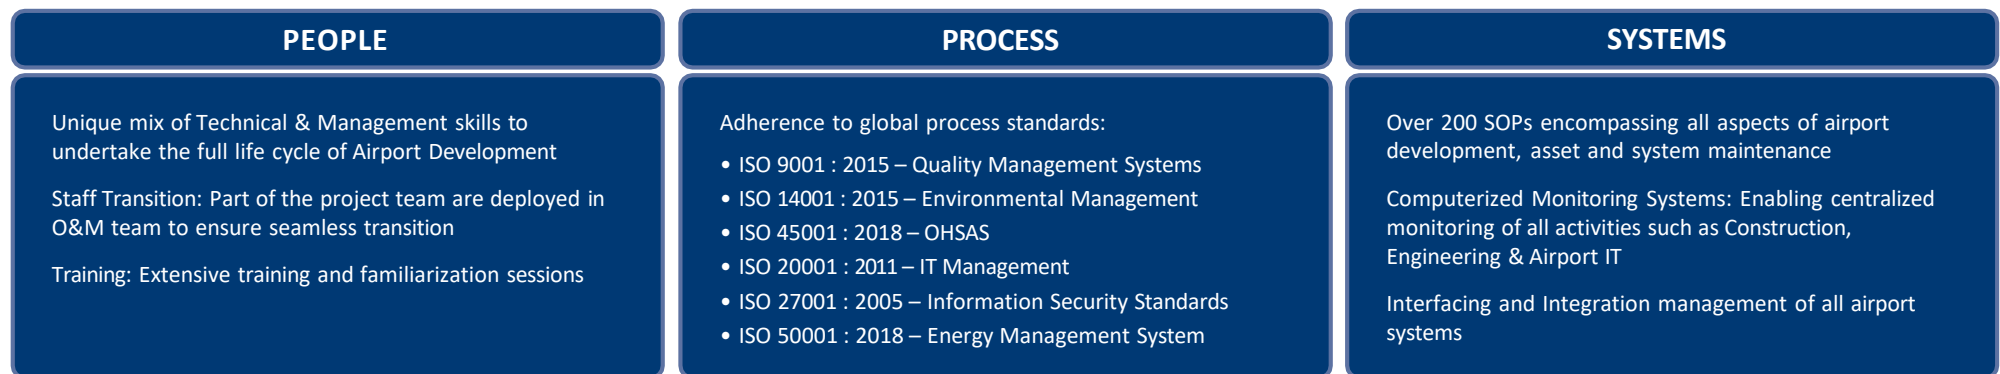 PEOPLE
Unique mix of Technical & Management skills to
undertake the full life cycle of Airport Development
Staff Transition: Part of the project team are deployed in
O&M team to ensure seamless transition
Training: Extensive training and familiarization sessions
PROCESS
Adherence to global process standards:
• ISO 9001 : 2015 – Quality Management Systems
• ISO 14001 : 2015 – Environmental Management
• ISO 45001 : 2018 – OHSAS
• ISO 20001 : 2011 – IT Management
• ISO 27001 : 2005 – Information Security Standards
• ISO 50001 : 2018 – Energy Management System
SYSTEMS
Over 200 SOPs encompassing all aspects of airport
development, asset and system maintenance
Computerized Monitoring Systems: Enabling centralized
monitoring of all activities such as Construction,
Engineering & Airport IT
Interfacing and Integration management of all airport
systems